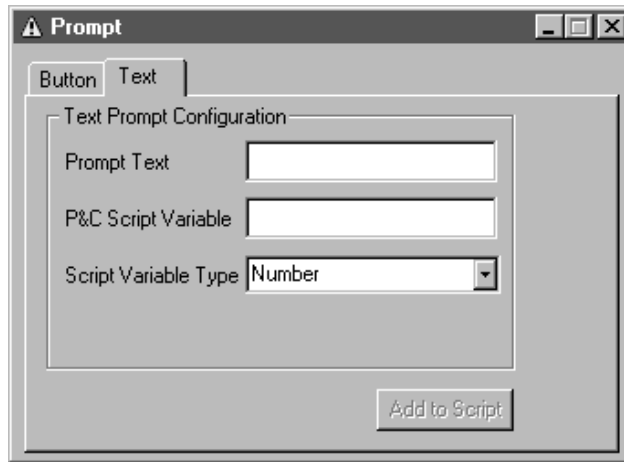 Prompt
Button Text
Text Prompt Configuration
Prompt Text
P&C Script Variable
Script Variable Type Number
Add to Script